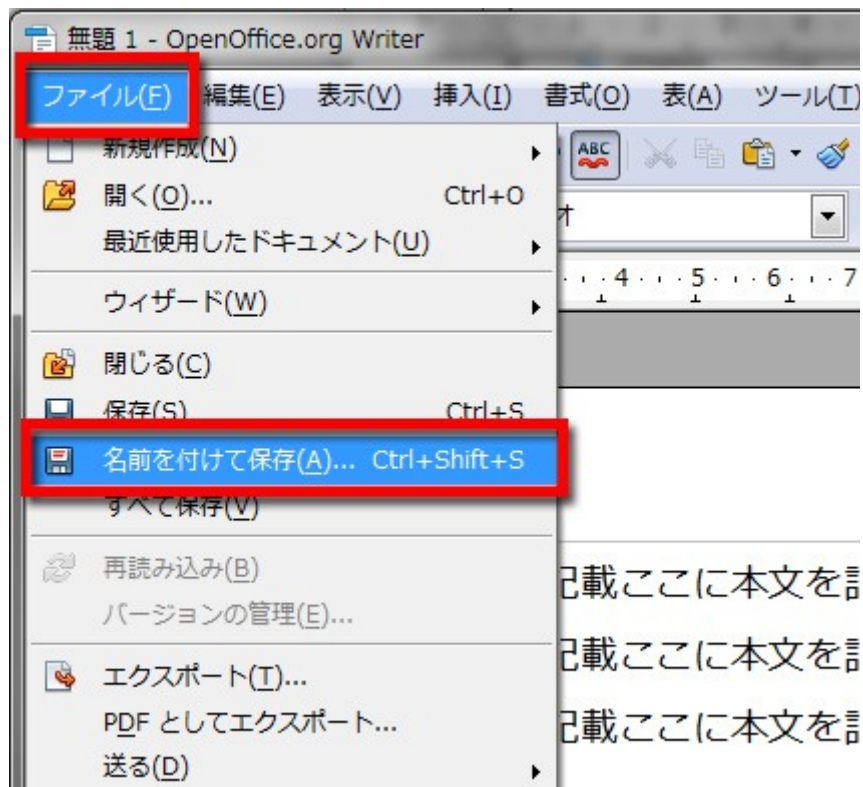 無題 1 - OpenOffice.org Writer
ファイル(F) 編集(E) 表示(V) 挿入(I) 書式(O) 表(A) ツール(T)
新規作成(N)
ABC
開く(O)... Ctrl+O
オ
最近使用したドキュメント(U)
4 5 6 7
ウィザード(W)
閉じる(C)
保存(S) Ctrl+S
名前を付けて保存(A)... Ctrl+Shift+S
すべて保存(V)
再読み込み(B)
記載ここに本文を記
バージョンの管理(E)...
記載ここに本文を記
エクスポート(T)...
PDF としてエクスポート...
記載ここに本文を記
送る(D)